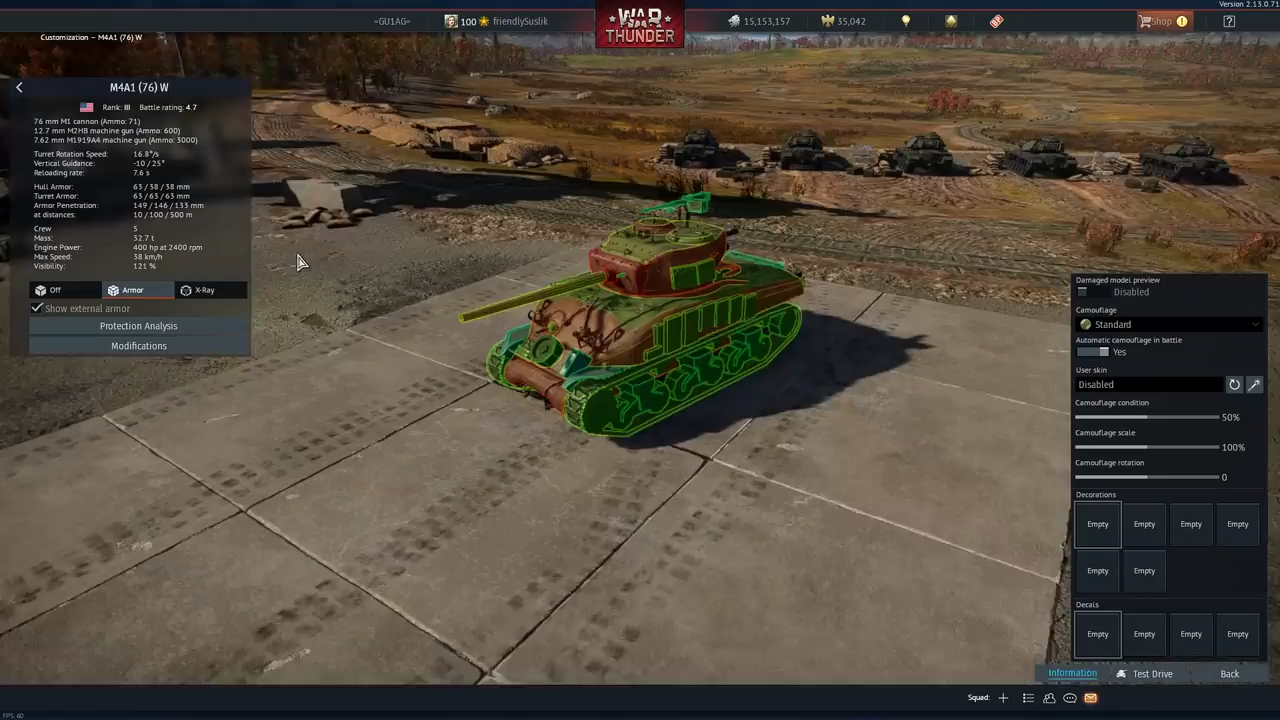 Version 2.13.0.71
=GU1AG=
100 friendlySuslik
WAR THUNDER
15,153,157
35,042
Shop
Customization – M4A1 (76) W
M4A1 (76) W
Rank: III Battle rating: 4.7
76 mm M1 cannon (Ammo: 71)
12.7 mm M2HB machine gun (Ammo: 600)
7.62 mm M1919A4 machine gun (Ammo: 3000)
Turret Rotation Speed: 16.8°/s
Vertical Guidance: -10 / 25°
Reloading rate: 7.6 s
Hull Armor: 63 / 38 / 38 mm
Turret Armor: 63 / 63 / 63 mm
Armor Penetration: 149 / 146 / 133 mm
at distances: 10 / 100 / 500 m
Crew 5
Mass: 32.7 t
Engine Power: 400 hp at 2400 rpm
Max Speed: 38 km/h
Visibility: 121 %
Off Armor X-Ray
Show external armor
Protection Analysis
Modifications
Damaged model preview
Disabled
Camouflage
Standard
Automatic camouflage in battle
Yes
User skin
Disabled
Camouflage condition
50%
Camouflage scale
100%
Camouflage rotation
0
Decorations
Empty Empty Empty Empty
Empty Empty
Decals
Empty Empty Empty Empty
Information Test Drive Back
Squad:
FPS: 60